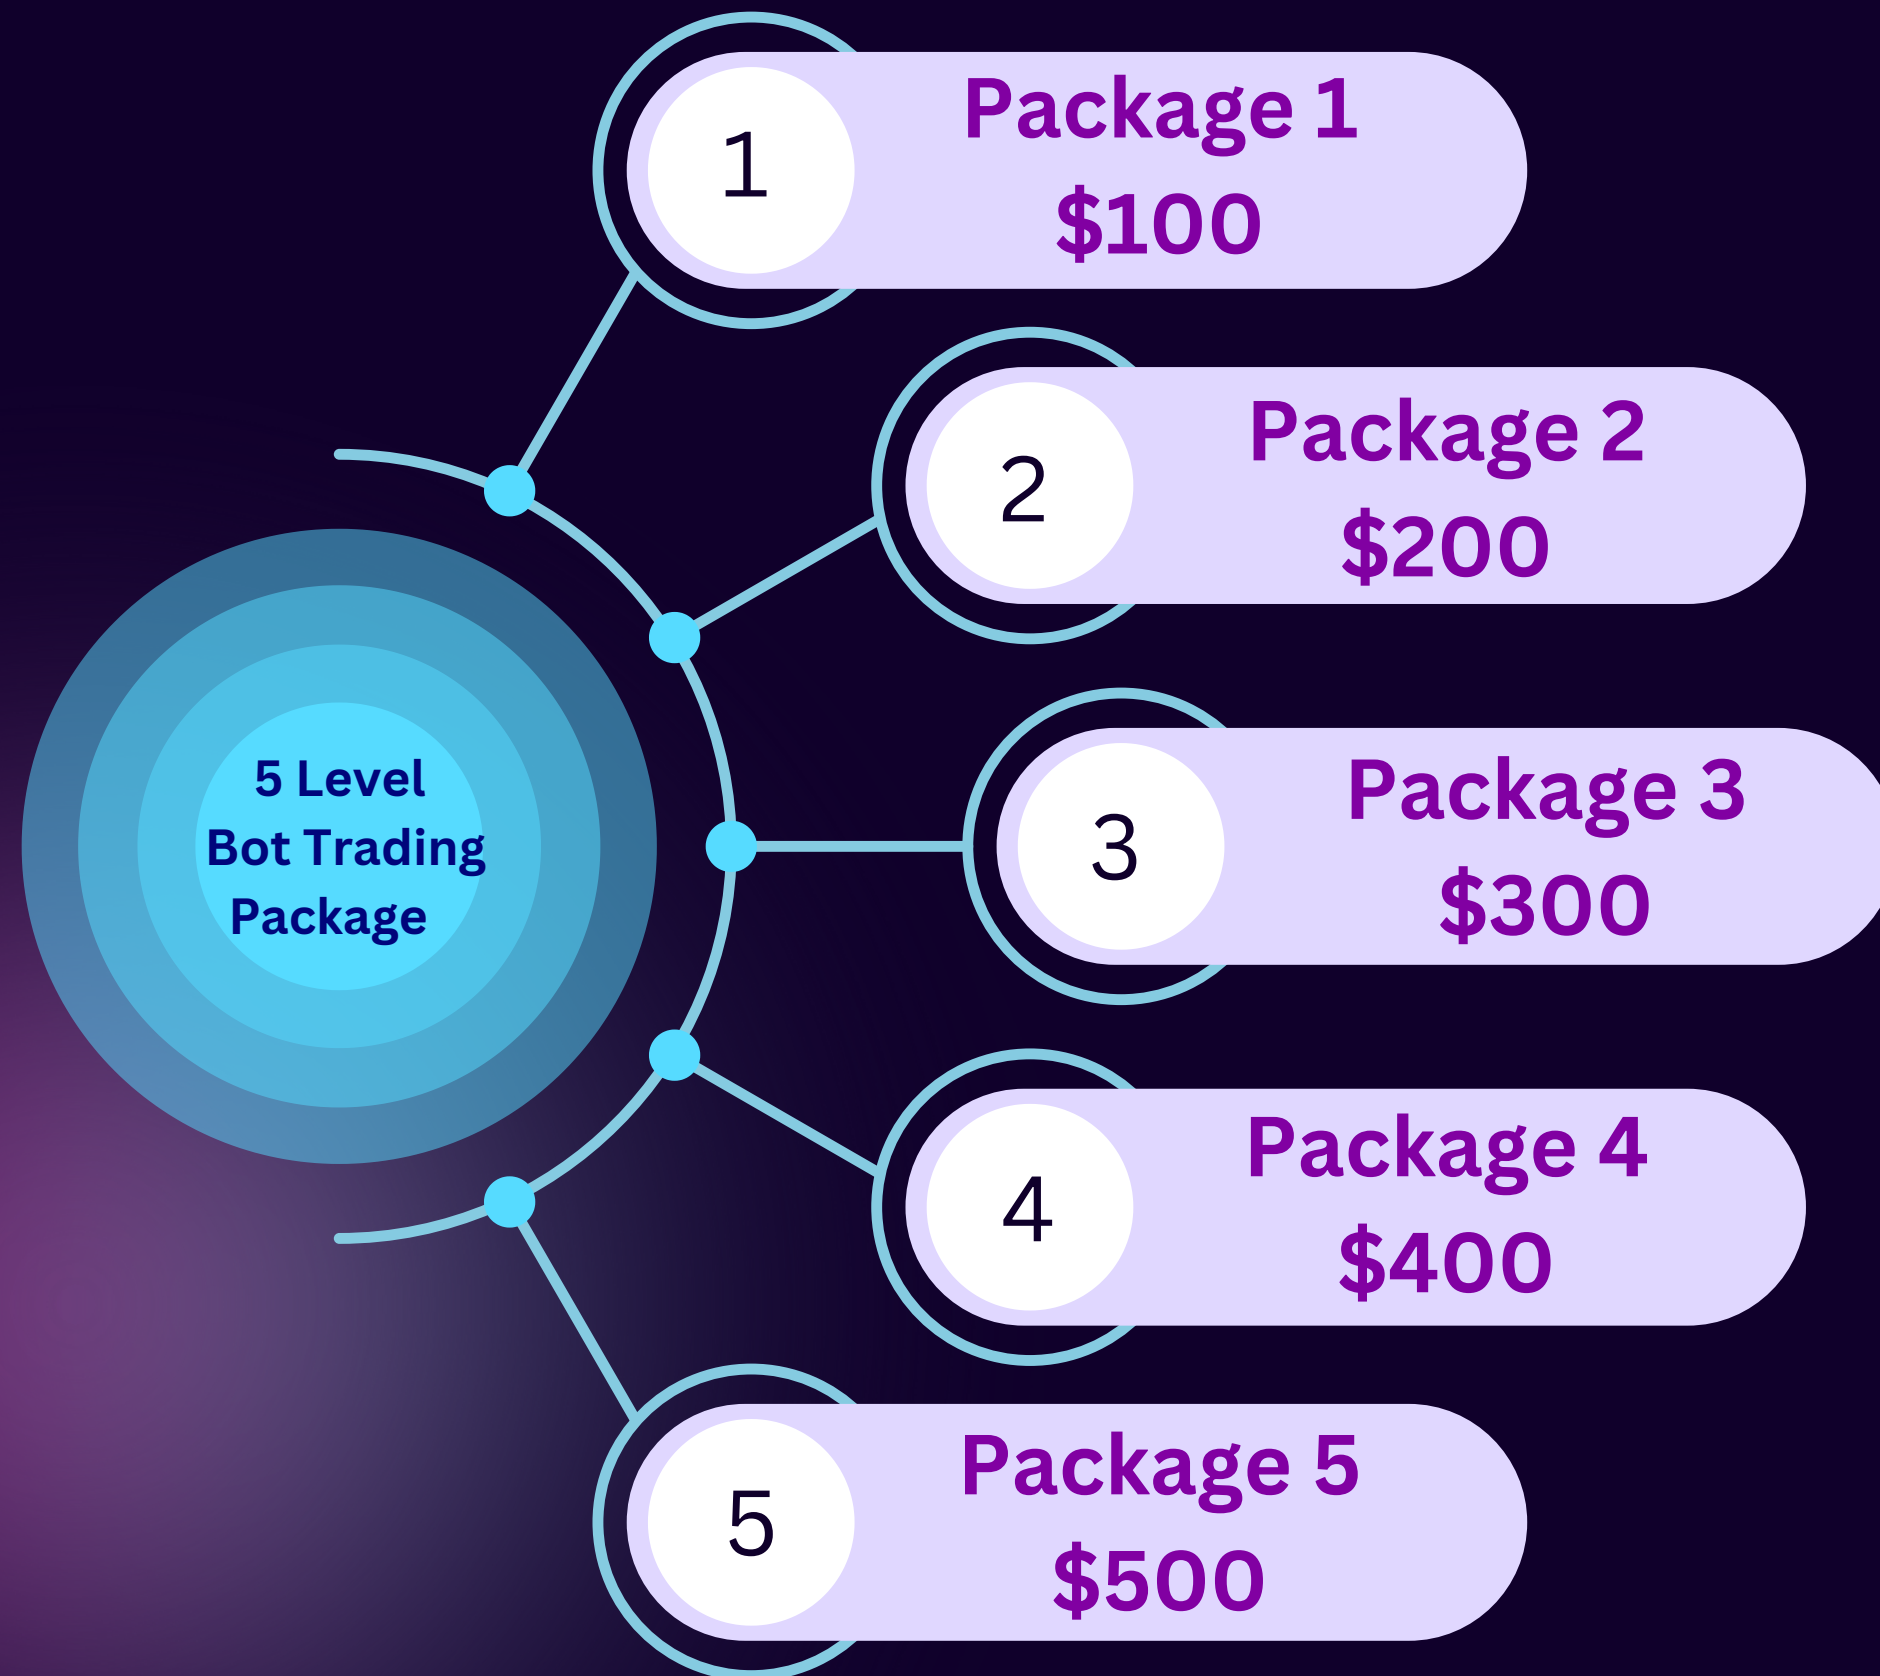 5 Level
Bot Trading
Package
1
Package 1
$100
2
Package 2
$200
3
Package 3
$300
4
Package 4
$400
5
Package 5
$500